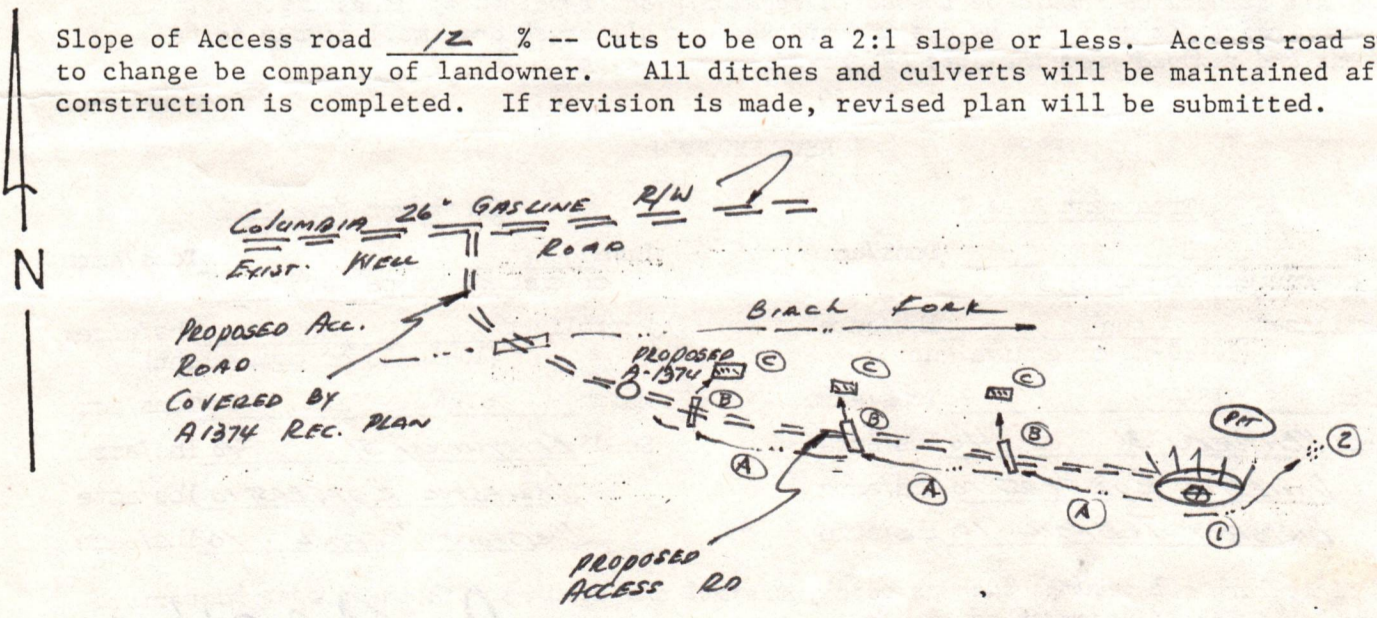 Slope of Access road 12 % -- Cuts to be on a 2:1 slope or less. Access road s
to change be company of landowner. All ditches and culverts will be maintained af
construction is completed. If revision is made, revised plan will be submitted.
N
COLUMBIA 26" GASLINE R/W
EXIST. WELL ROAD
BIRCH FORK
PROPOSED ACC.
ROAD
COVERED BY
A1374 REC. PLAN
PROPOSED
A-1374
C
C
C
B
B
B
A
A
A
PIT
2
1
PROPOSED
ACCESS RD